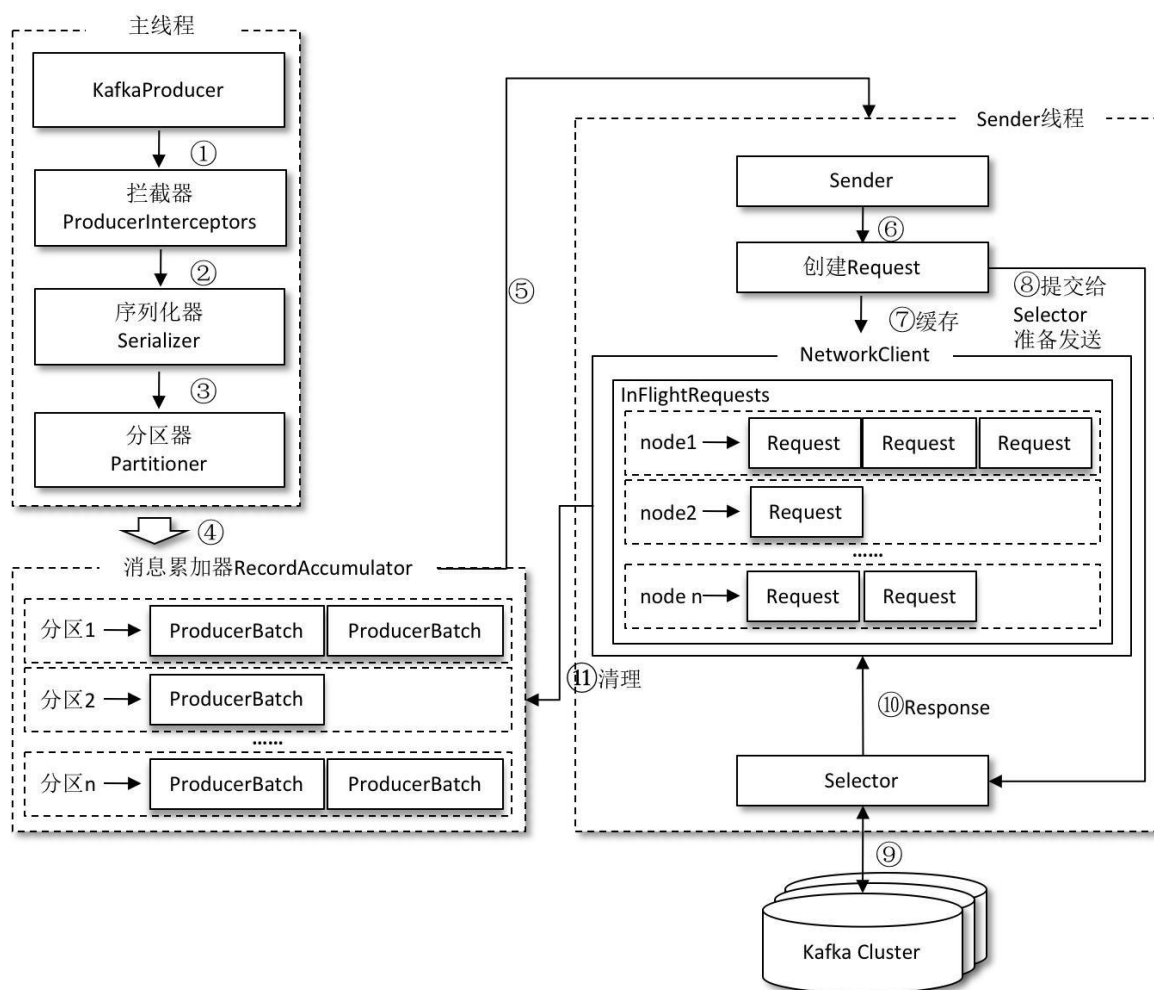 主线程
KafkaProducer
①
拦截器
ProducerInterceptors
②
序列化器
Serializer
③
分区器
Partitioner
④
消息累加器RecordAccumulator
分区1
ProducerBatch
ProducerBatch
分区2
ProducerBatch
......
分区n
ProducerBatch
ProducerBatch
⑤
Sender线程
Sender
⑥
创建Request
⑦缓存
⑧提交给
Selector
准备发送
NetworkClient
InFlightRequests
node1
Request
Request
Request
node2
Request
......
node n
Request
Request
⑪清理
⑩Response
Selector
⑨
Kafka Cluster